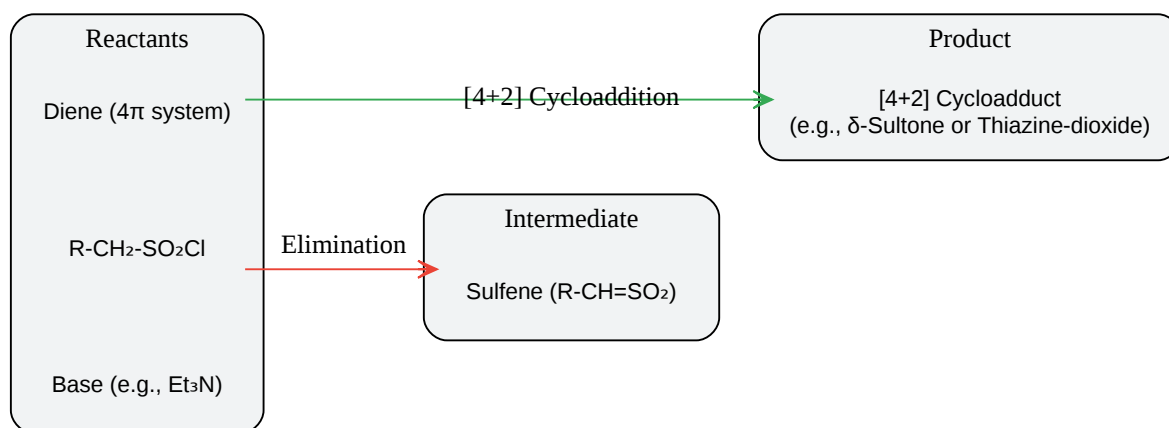 Reactants
Diene (4π system)
R-CH₂-SO₂Cl
Base (e.g., Et₃N)
[4+2] Cycloaddition
Elimination
Intermediate
Sulfene (R-CH=SO₂)
Product
[4+2] Cycloadduct
(e.g., δ-Sultone or Thiazine-dioxide)